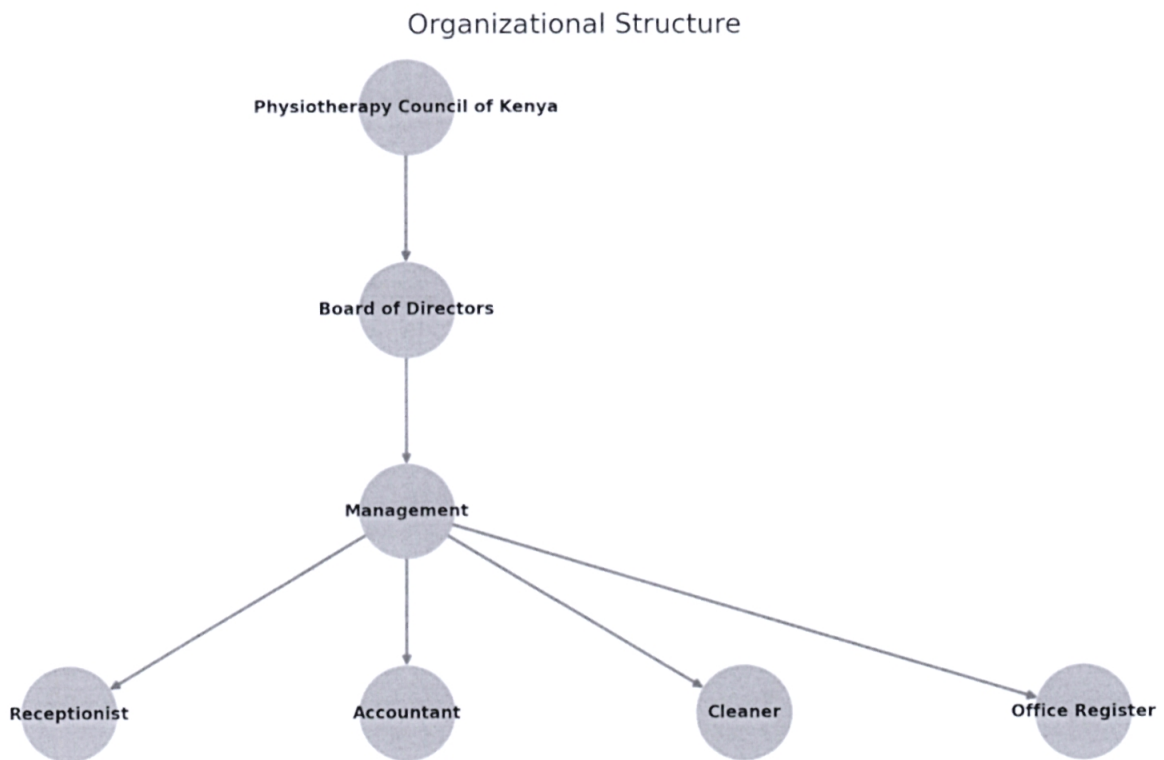 Organizational Structure
Physiotherapy Council of Kenya
Board of Directors
Management
Receptionist
Accountant
Cleaner
Office Register